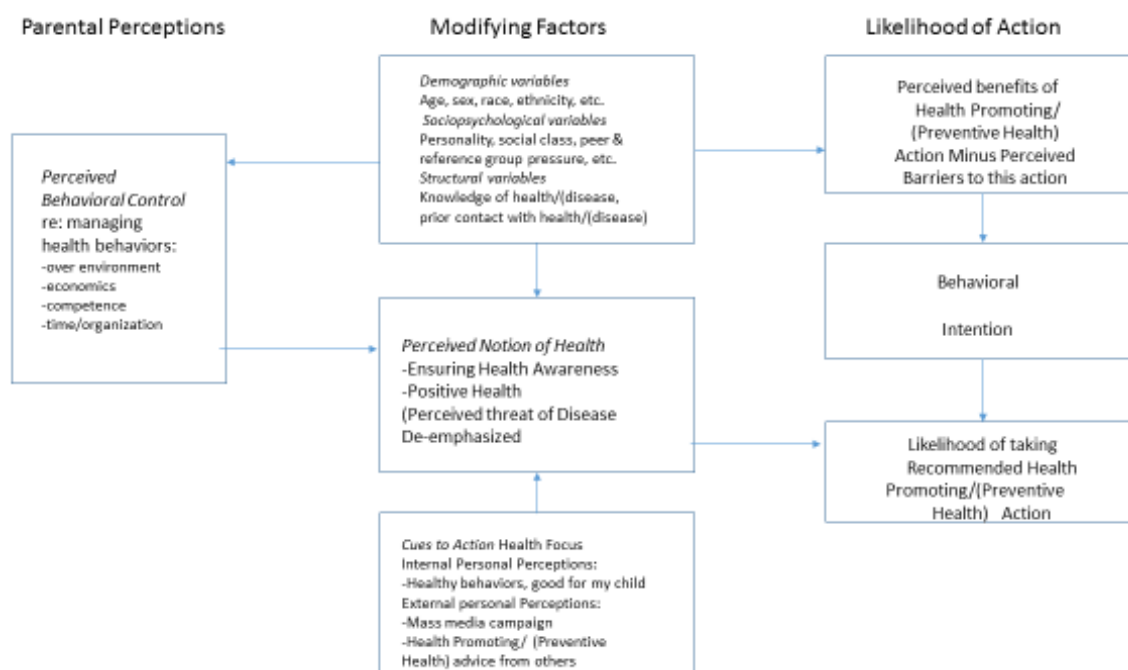 Parental Perceptions
Modifying Factors
Likelihood of Action
Perceived
Behavioral Control
re: managing
health behaviors:
-over environment
-economics
-competence
-time/organization
Demographic variables
Age, sex, race, ethnicity, etc.
Sociopsychological variables
Personality, social class, peer &
reference group pressure, etc.
Structural variables
Knowledge of health/(disease,
prior contact with health/(disease)
Perceived Notion of Health
-Ensuring Health Awareness
-Positive Health
(Perceived threat of Disease
De-emphasized
Cues to Action Health Focus
Internal Personal Perceptions:
-Healthy behaviors, good for my child
External personal Perceptions:
-Mass media campaign
-Health Promoting/ (Preventive
Health) advice from others
Perceived benefits of
Health Promoting/
(Preventive Health)
Action Minus Perceived
Barriers to this action
Behavioral
Intention
Likelihood of taking
Recommended Health
Promoting/(Preventive
Health) Action